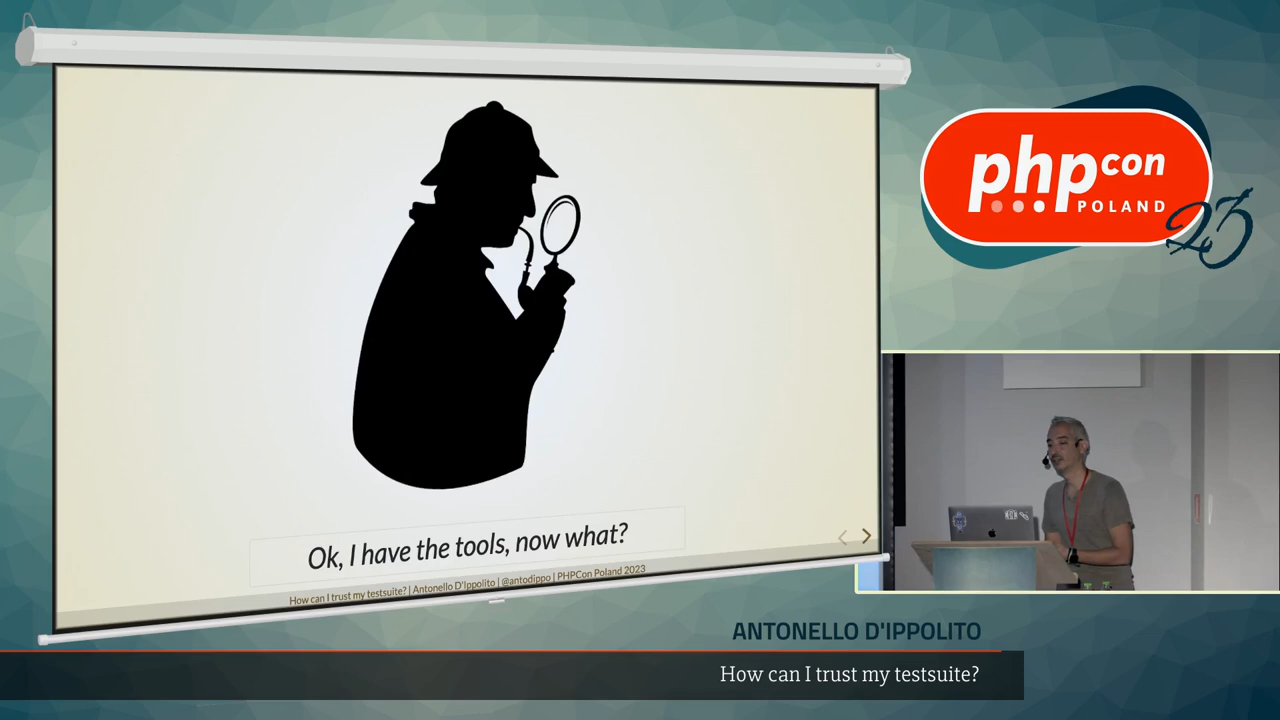 Ok, I have the tools, now what?
How can I trust my testsuite? | Antonello D'Ippolito | @antodippo | PHPCon Poland 2023
php con
POLAND
23
ANTONELLO D'IPPOLITO
How can I trust my testsuite?